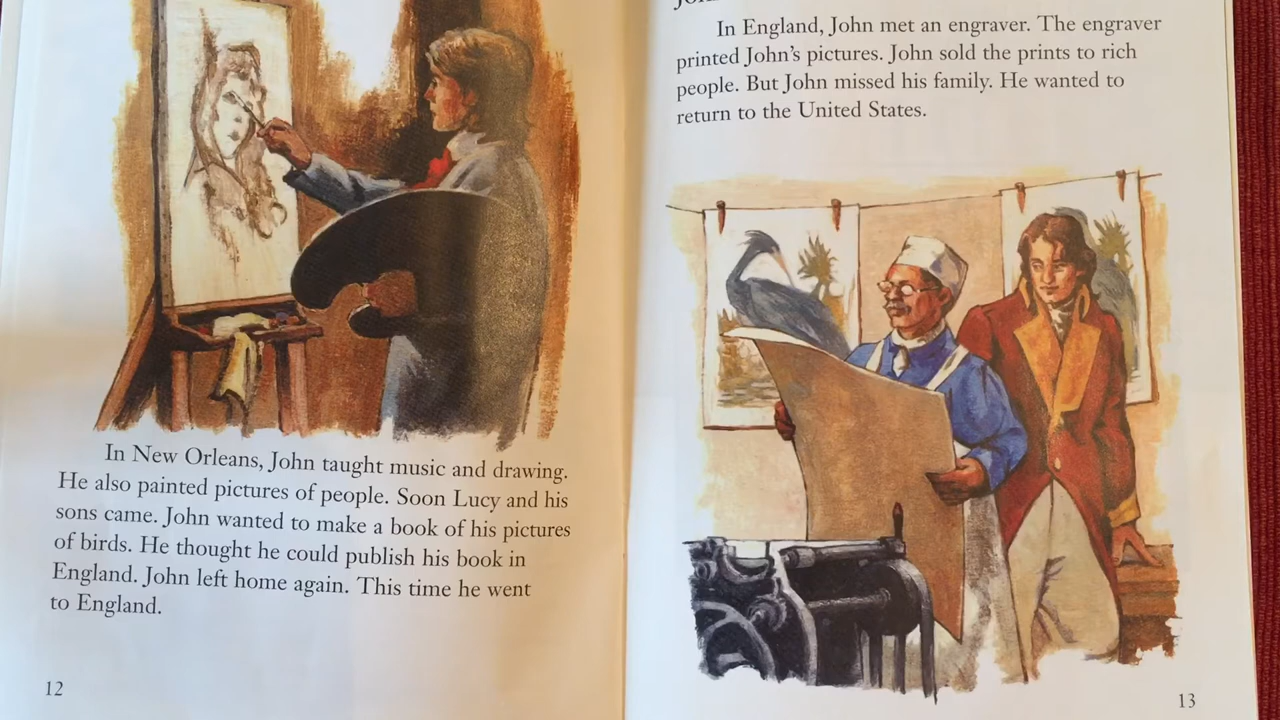 In New Orleans, John taught music and drawing.
He also painted pictures of people. Soon Lucy and his
sons came. John wanted to make a book of his pictures
of birds. He thought he could publish his book in
England. John left home again. This time he went
to England.
12
In England, John met an engraver. The engraver
printed John's pictures. John sold the prints to rich
people. But John missed his family. He wanted to
return to the United States.
13